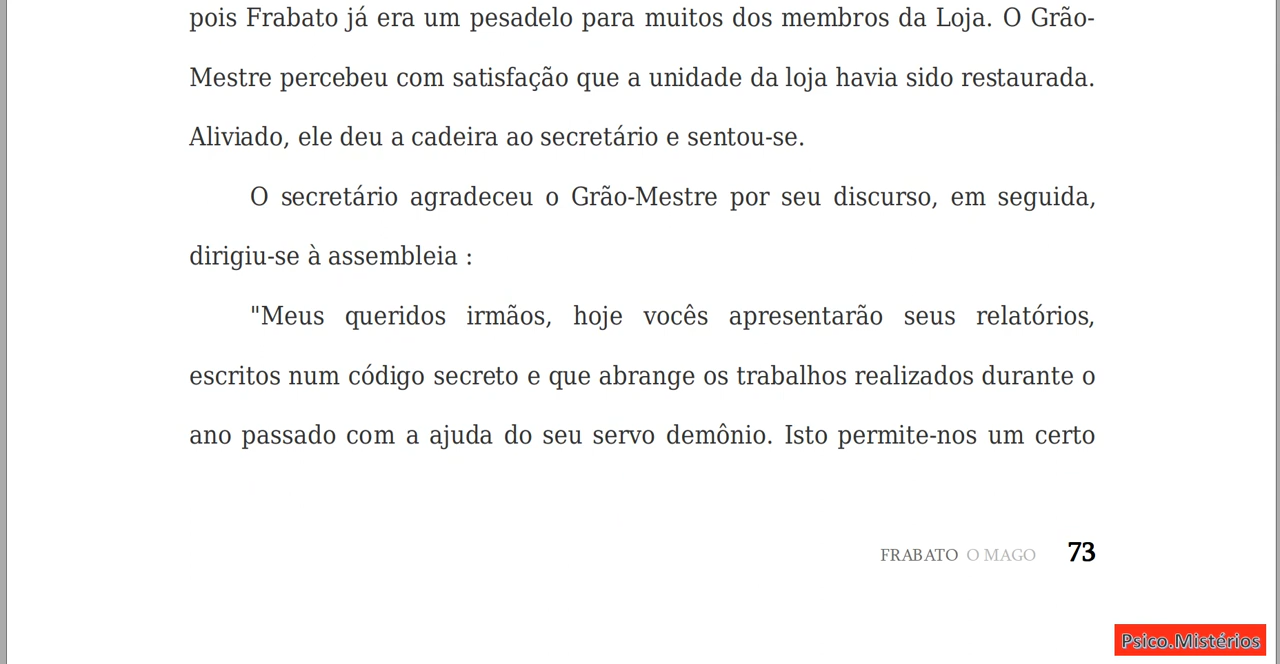 pois Frabato já era um pesadelo para muitos dos membros da Loja. O Grão-
Mestre percebeu com satisfação que a unidade da loja havia sido restaurada.
Aliviado, ele deu a cadeira ao secretário e sentou-se.
O secretário agradeceu o Grão-Mestre por seu discurso, em seguida,
dirigiu-se à assembleia :
"Meus queridos irmãos, hoje vocês apresentarão seus relatórios,
escritos num código secreto e que abrange os trabalhos realizados durante o
ano passado com a ajuda do seu servo demônio. Isto permite-nos um certo
FRABATO O MAGO 73
Psico.Mistérios